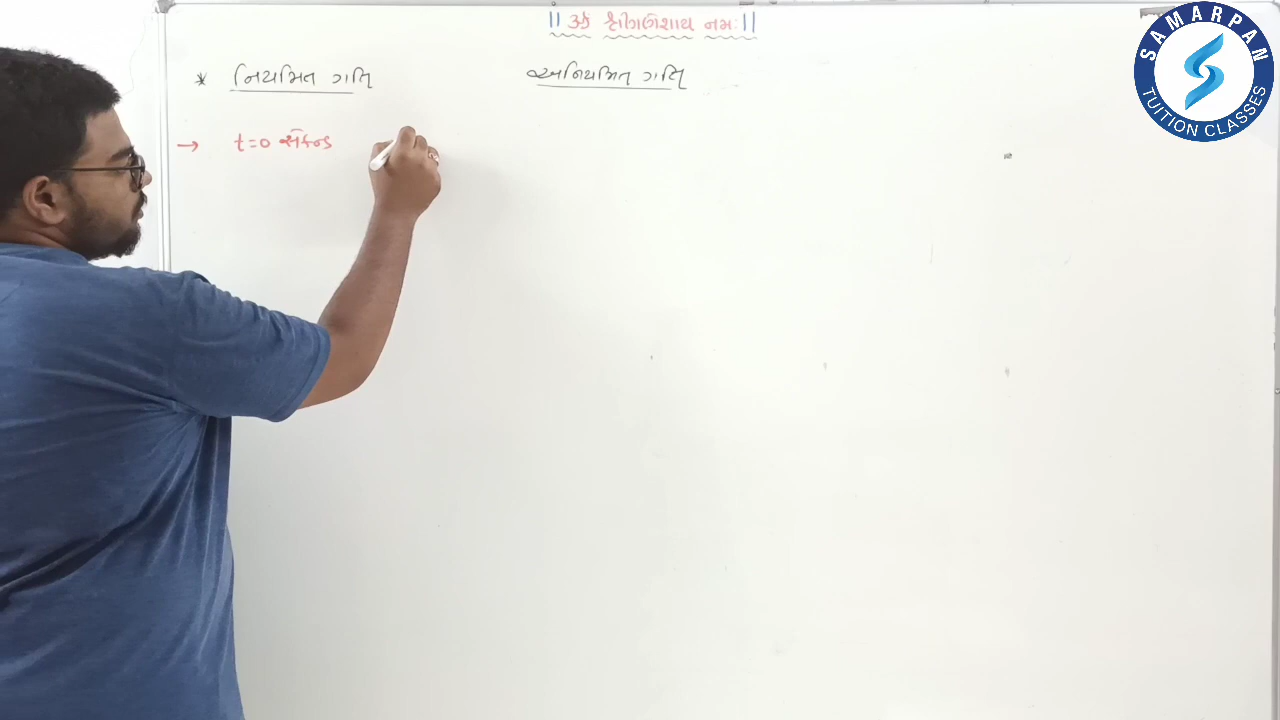 || ૐ શ્રી ગણેશાય નમઃ ||
* નિયમિત ગતિ અનિયમિત ગતિ
→ t=0 સેકન્ડ
SAMARPAN
TUITION CLASSES